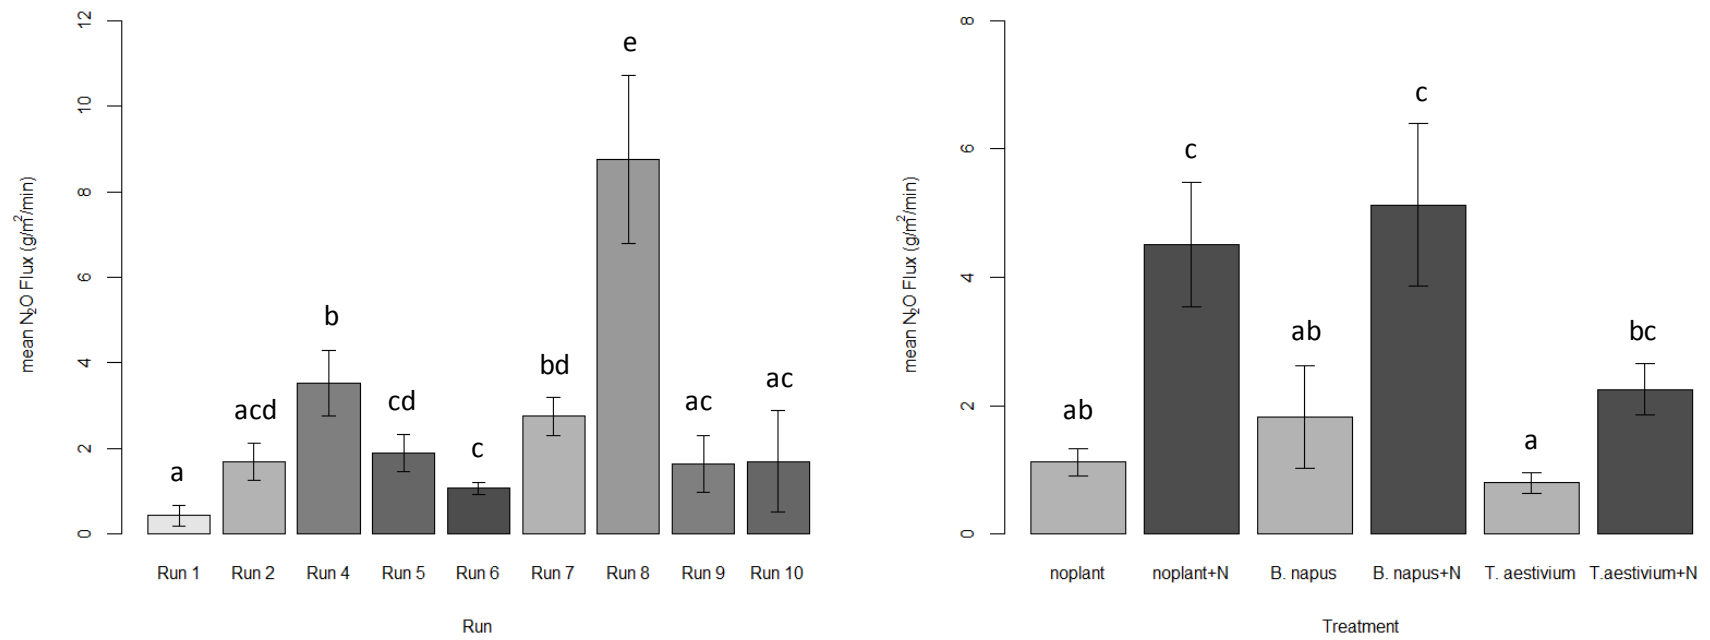 mean N2O Flux (g/m2/min)
12
10
8
6
4
2
0
a
acd
b
cd
c
bd
e
ac
ac
Run 1
Run 2
Run 4
Run 5
Run 6
Run 7
Run 8
Run 9
Run 10
Run
mean N2O Flux (g/m2/min)
8
6
4
2
0
ab
c
ab
c
a
bc
noplant
noplant+N
B. napus
B. napus+N
T. aestivium
T.aestivium+N
Treatment